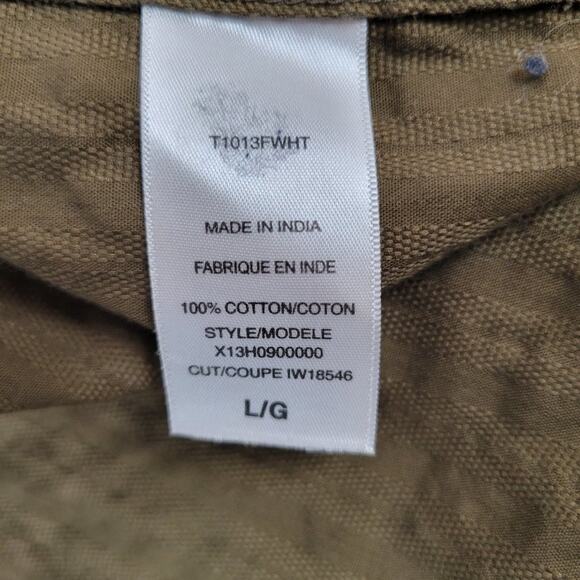 T1013FWHT
MADE IN INDIA
FABRIQUE EN INDE
100% COTTON/COTON
STYLE/MODELE
X13H0900000
CUT/COUPE IW18546
L/G